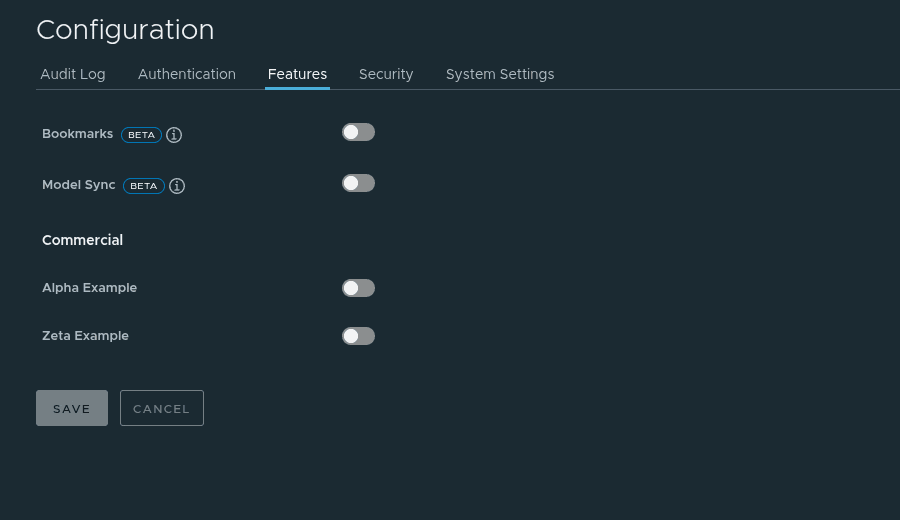 Configuration
Audit Log Authentication Features Security System Settings
Bookmarks BETA
Model Sync BETA
Commercial
Alpha Example
Zeta Example
SAVE CANCEL